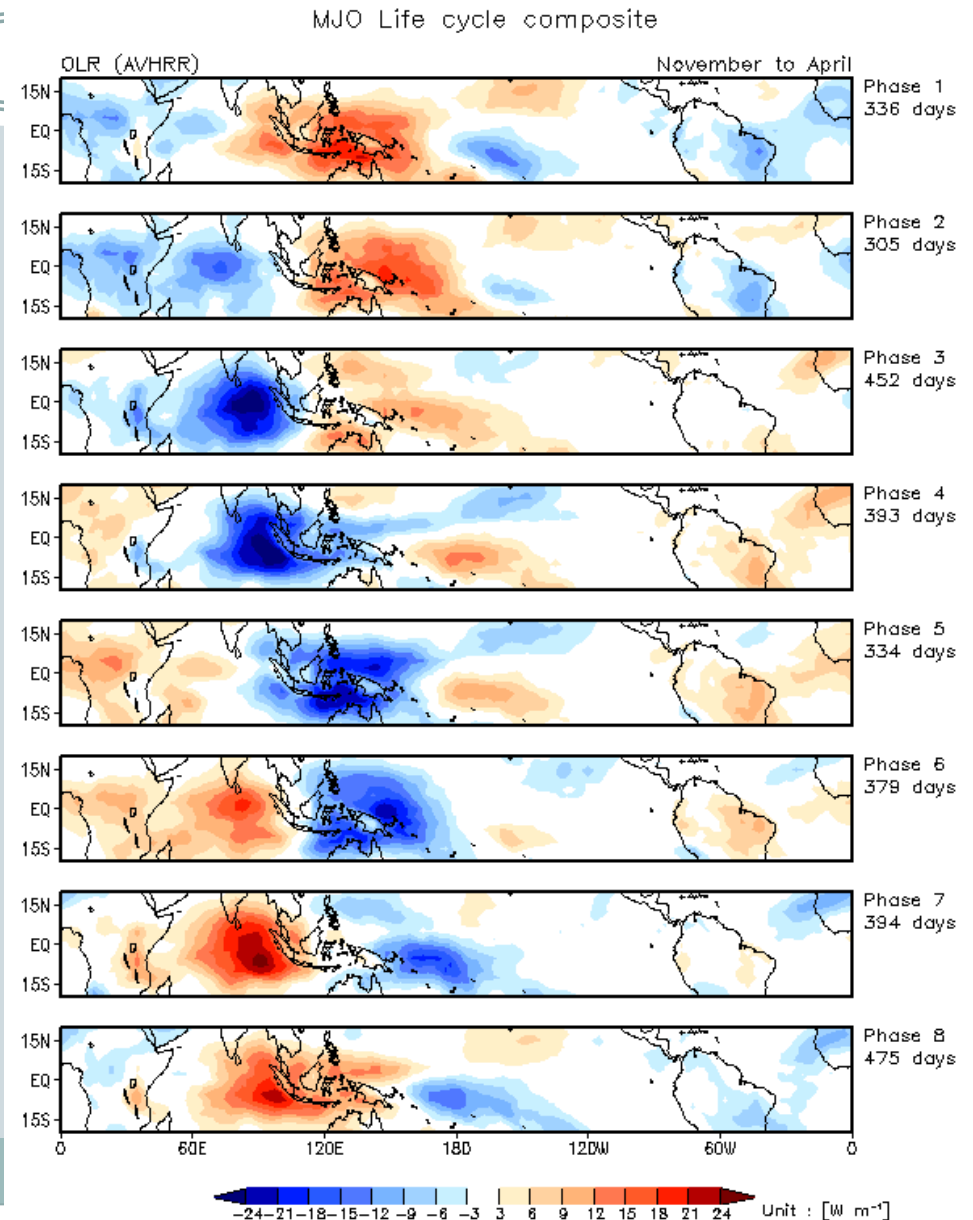 MJO Life cycle composite
OLR (AVHRR) November to April
15N
EQ
15S
Phase 1
336 days
15N
EQ
15S
Phase 2
305 days
15N
EQ
15S
Phase 3
452 days
15N
EQ
15S
Phase 4
393 days
15N
EQ
15S
Phase 5
334 days
15N
EQ
15S
Phase 6
379 days
15N
EQ
15S
Phase 7
394 days
15N
EQ
15S
Phase 8
475 days
0 60E 120E 180 120W 60W 0
-24 -21 -18 -15 -12 -9 -6 -3 3 6 9 12 15 18 21 24 Unit : [W m⁻¹]